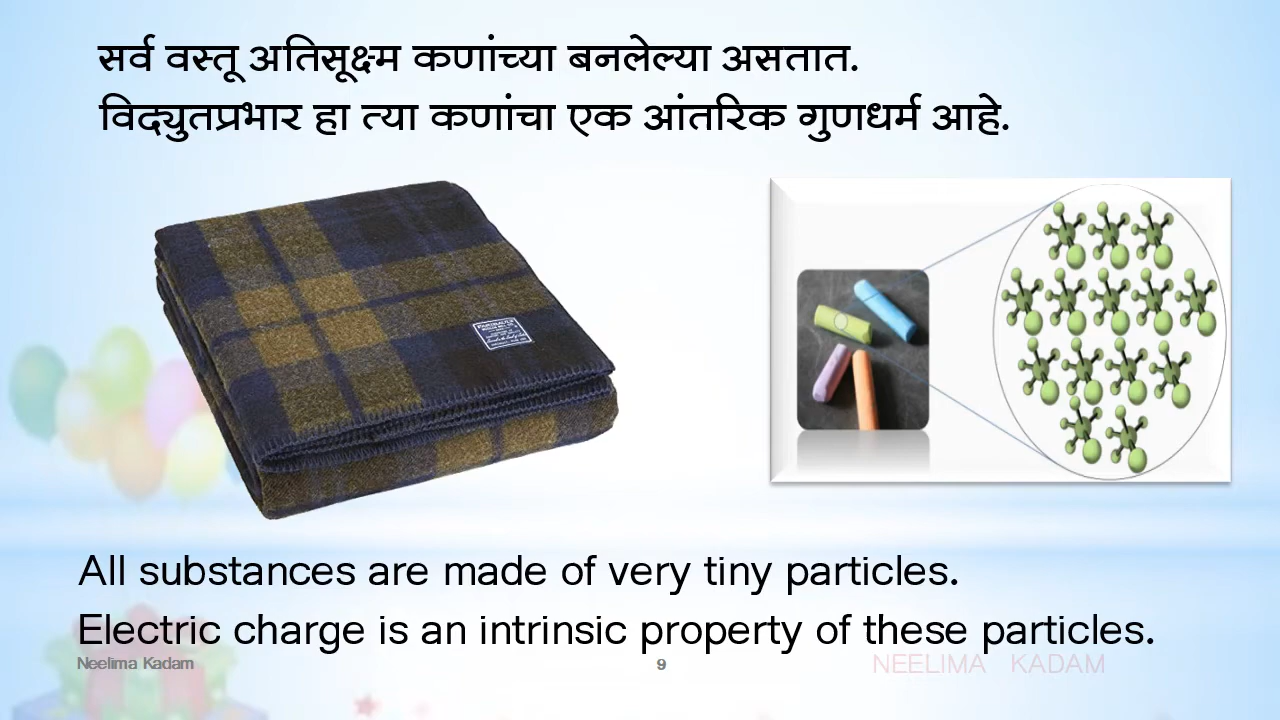 सर्व वस्तू अतिसूक्ष्म कणांच्या बनलेल्या असतात.
विद्युतप्रभार हा त्या कणांचा एक आंतरिक गुणधर्म आहे.
All substances are made of very tiny particles.
Electric charge is an intrinsic property of these particles.
Neelima Kadam
9
NEELIMA KADAM